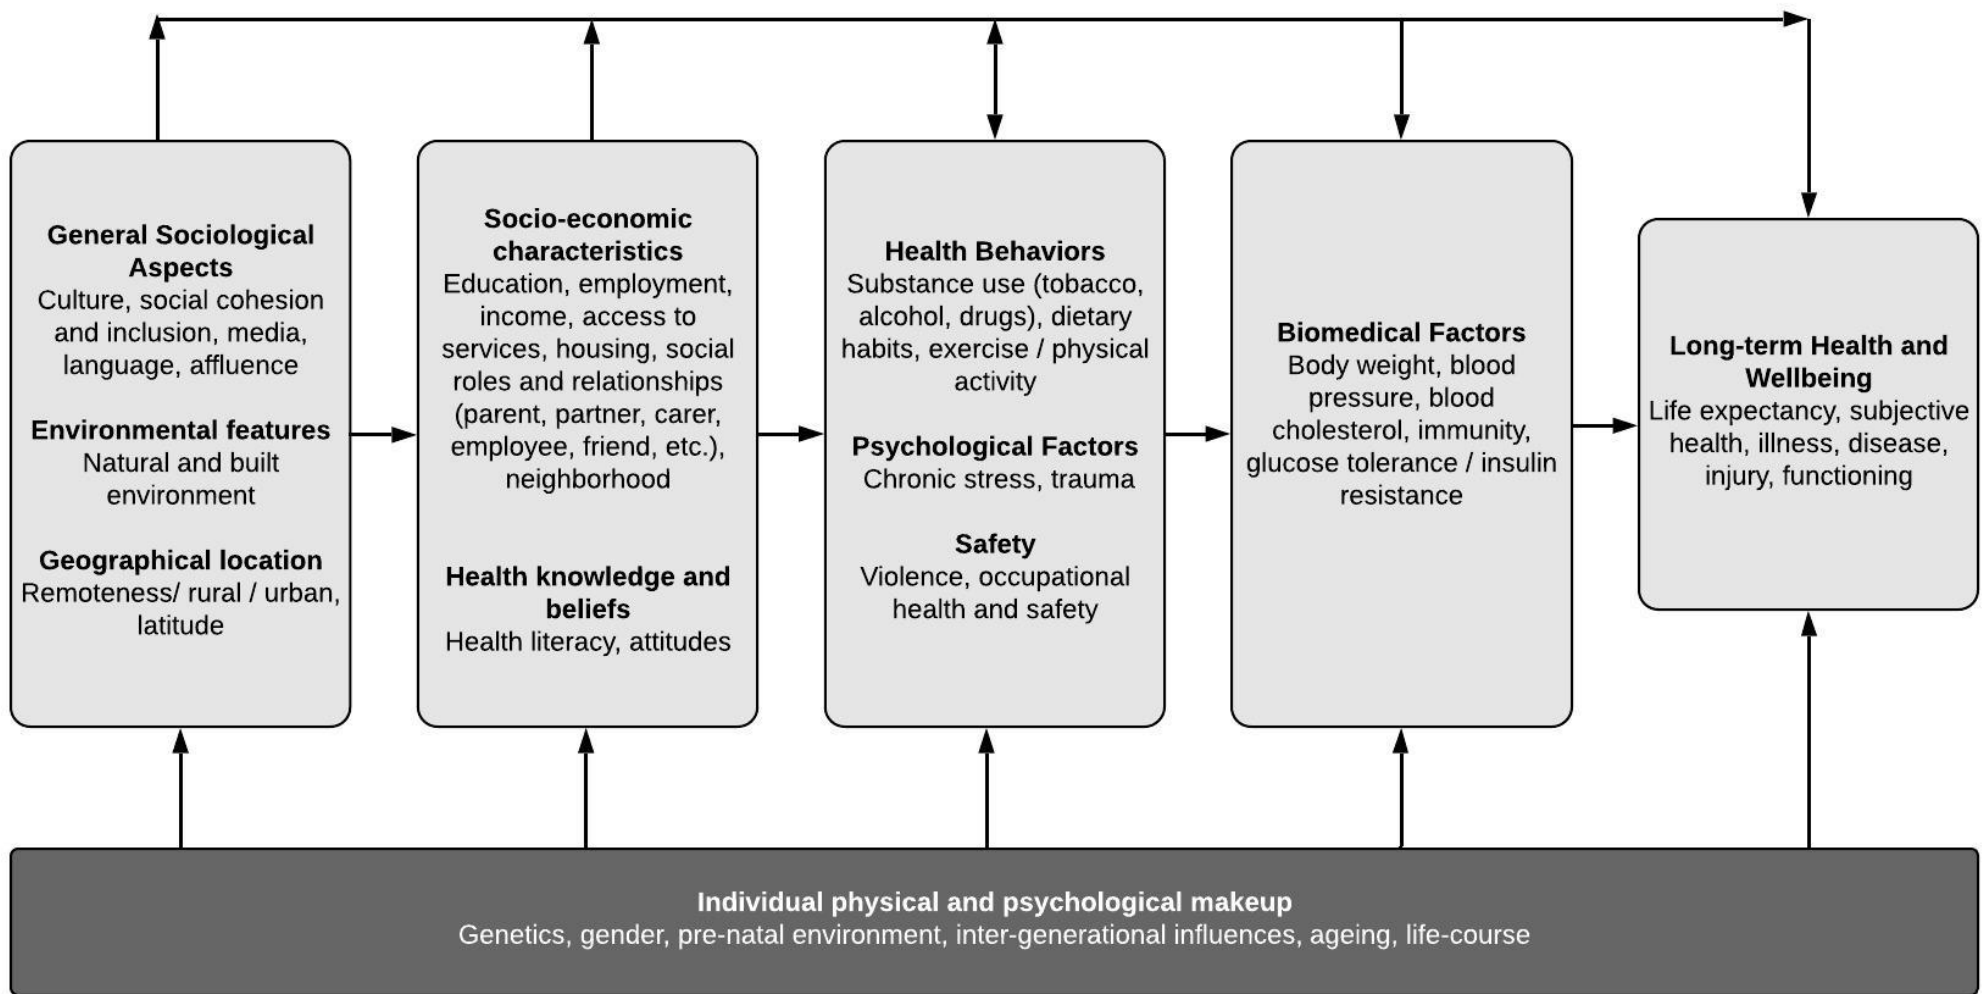 General Sociological
Aspects
Culture, social cohesion
and inclusion, media,
language, affluence
Environmental features
Natural and built
environment
Geographical location
Remoteness/ rural / urban,
latitude
Socio-economic
characteristics
Education, employment,
income, access to
services, housing, social
roles and relationships
(parent, partner, carer,
employee, friend, etc.),
neighborhood
Health knowledge and
beliefs
Health literacy, attitudes
Health Behaviors
Substance use (tobacco,
alcohol, drugs), dietary
habits, exercise / physical
activity
Psychological Factors
Chronic stress, trauma
Safety
Violence, occupational
health and safety
Biomedical Factors
Body weight, blood
pressure, blood
cholesterol, immunity,
glucose tolerance / insulin
resistance
Long-term Health and
Wellbeing
Life expectancy, subjective
health, illness, disease,
injury, functioning
Individual physical and psychological makeup
Genetics, gender, pre-natal environment, inter-generational influences, ageing, life-course